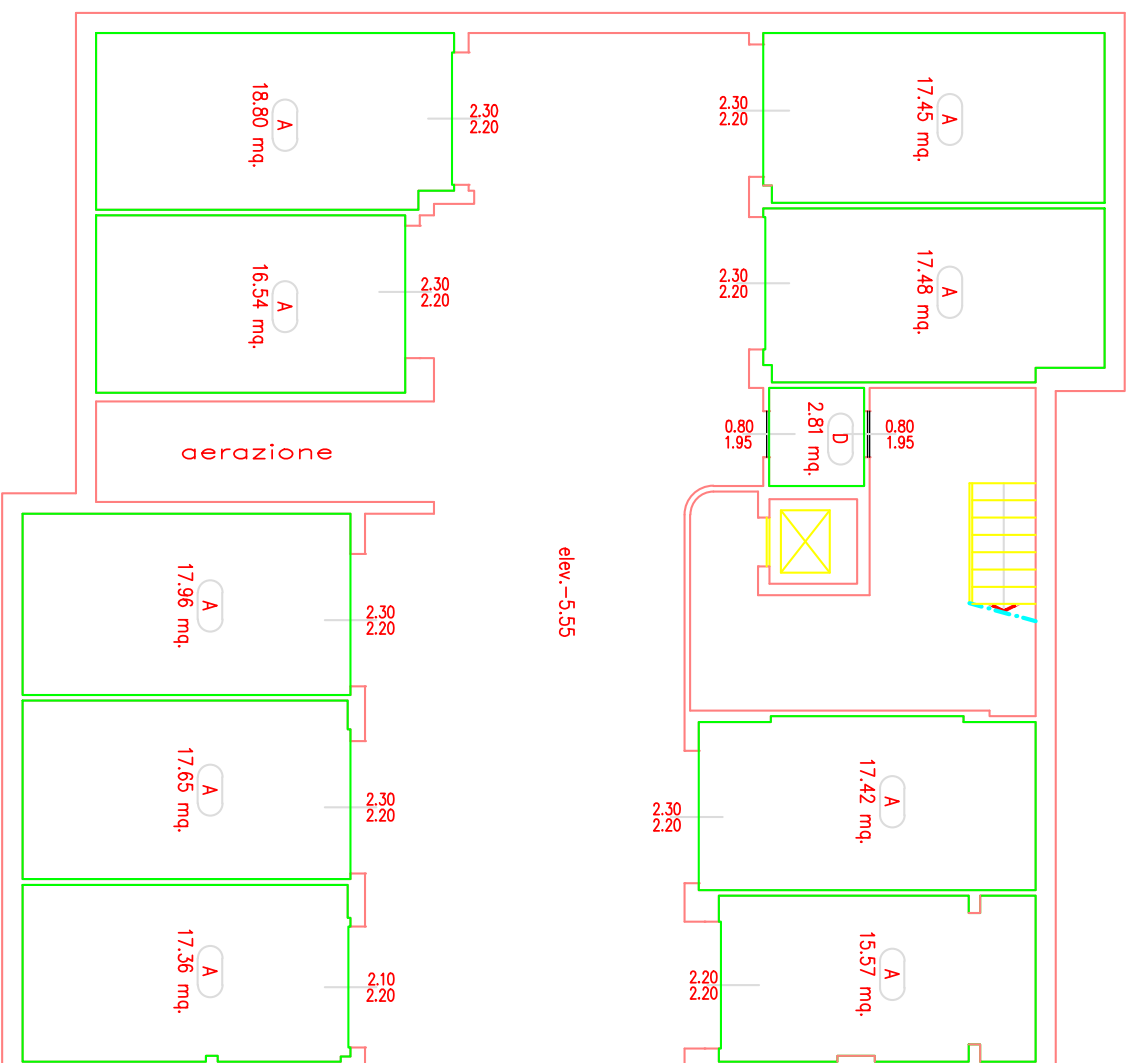 A
18.80 mq.
2.30
2.20
2.30
2.20
A
17.45 mq.
A
16.54 mq.
2.30
2.20
2.30
2.20
A
17.48 mq.
aerazione
0.80
1.95
D
2.81 mq.
0.80
1.95
elev.-5.55
A
17.96 mq.
2.30
2.20
A
17.65 mq.
2.30
2.20
2.30
2.20
A
17.42 mq.
A
17.36 mq.
2.10
2.20
2.20
2.20
A
15.57 mq.